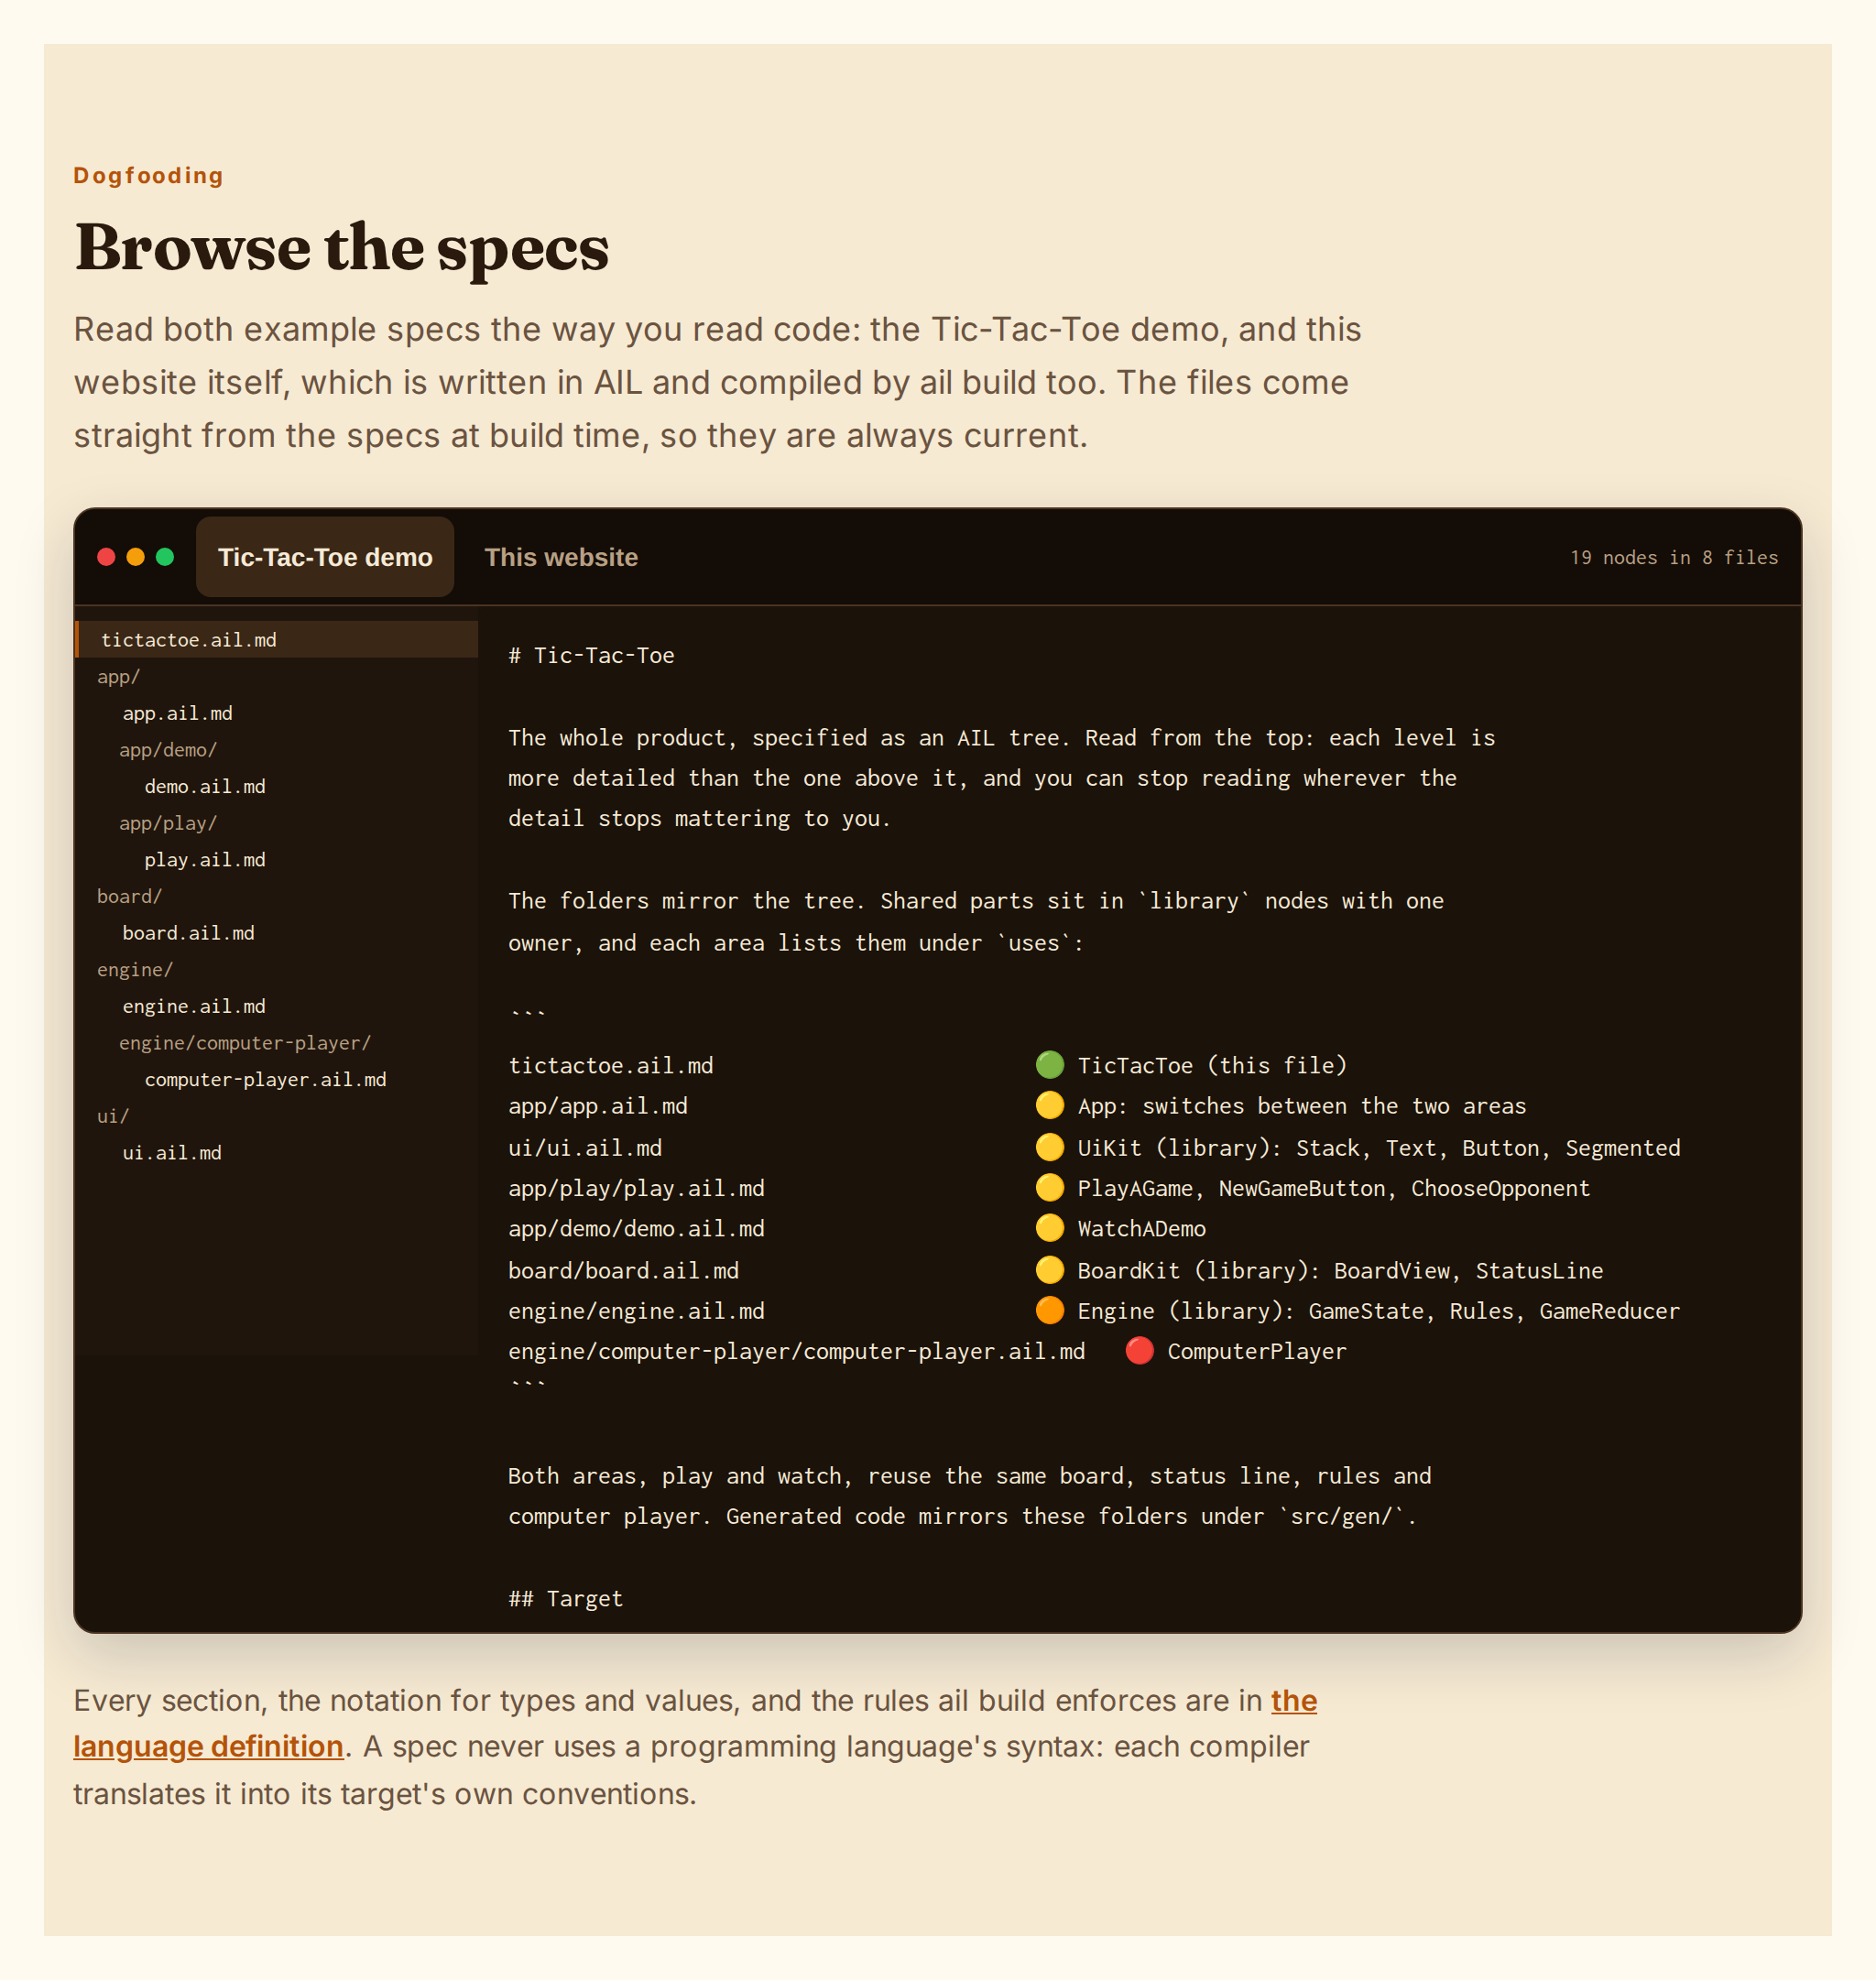 Dogfooding
Browse the specs
Read both example specs the way you read code: the Tic-Tac-Toe demo, and this
website itself, which is written in AIL and compiled by ail build too. The files come
straight from the specs at build time, so they are always current.
Tic-Tac-Toe demo
This website
19 nodes in 8 files
tictactoe.ail.md
app/
app.ail.md
app/demo/
demo.ail.md
app/play/
play.ail.md
board/
board.ail.md
engine/
engine.ail.md
engine/computer-player/
computer-player.ail.md
ui/
ui.ail.md
# Tic-Tac-Toe
The whole product, specified as an AIL tree. Read from the top: each level is
more detailed than the one above it, and you can stop reading wherever the
detail stops mattering to you.
The folders mirror the tree. Shared parts sit in `library` nodes with one
owner, and each area lists them under `uses`:
```
tictactoe.ail.md 🟢 TicTacToe (this file)
app/app.ail.md 🟡 App: switches between the two areas
ui/ui.ail.md 🟡 UiKit (library): Stack, Text, Button, Segmented
app/play/play.ail.md 🟡 PlayAGame, NewGameButton, ChooseOpponent
app/demo/demo.ail.md 🟡 WatchADemo
board/board.ail.md 🟡 BoardKit (library): BoardView, StatusLine
engine/engine.ail.md 🟠 Engine (library): GameState, Rules, GameReducer
engine/computer-player/computer-player.ail.md 🔴 ComputerPlayer
```
Both areas, play and watch, reuse the same board, status line, rules and
computer player. Generated code mirrors these folders under `src/gen/`.
## Target
Every section, the notation for types and values, and the rules ail build enforces are in the
language definition. A spec never uses a programming language's syntax: each compiler
translates it into its target's own conventions.